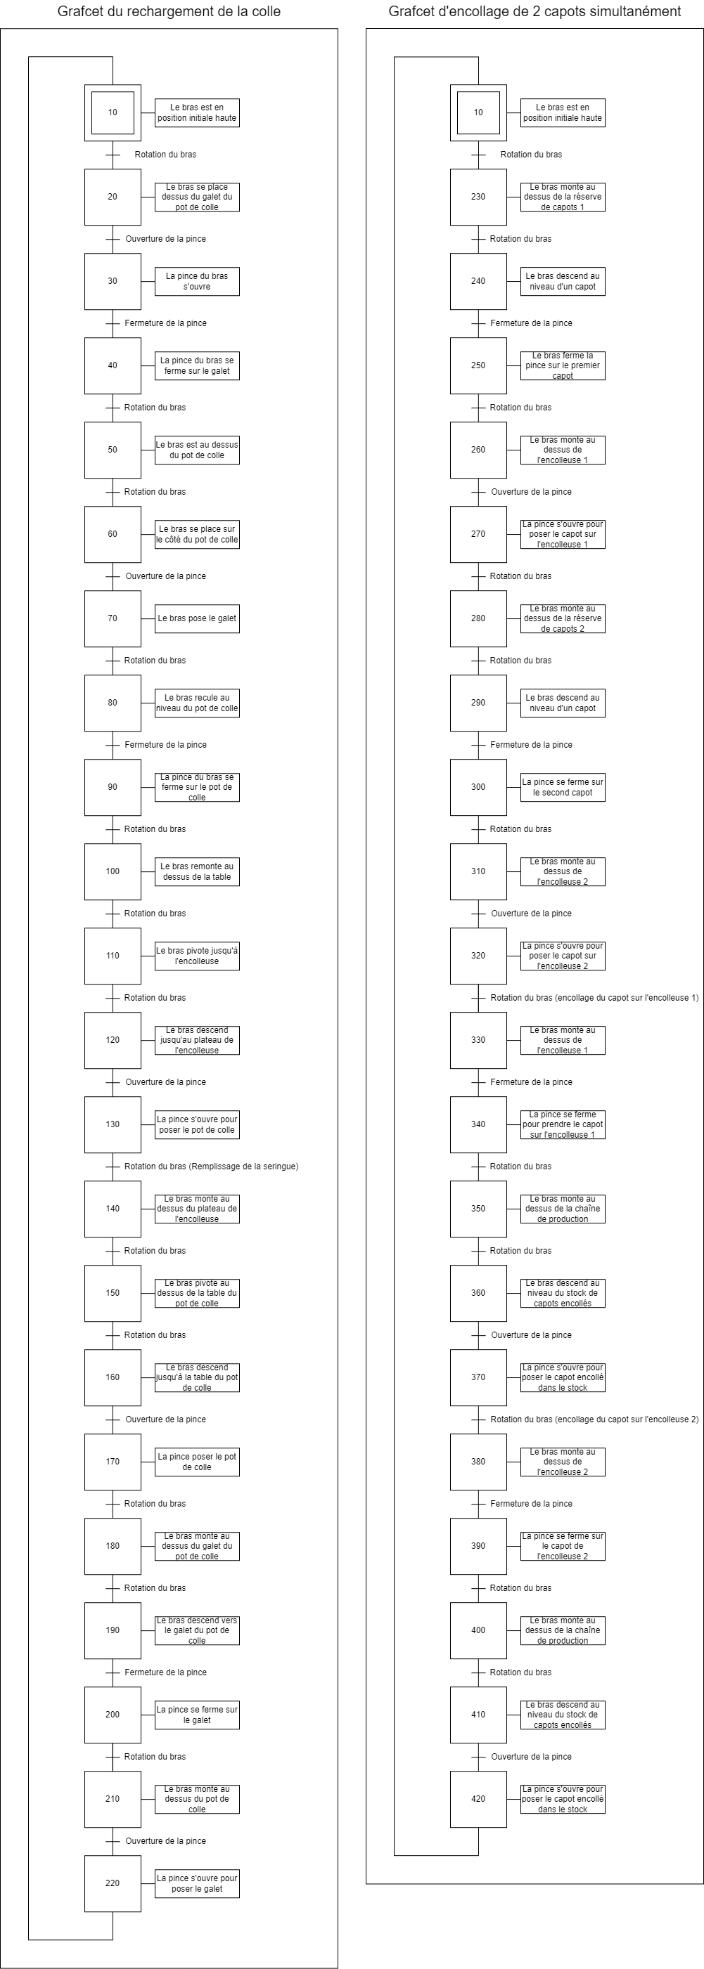 Grafcet du rechargement de la colle
10
Le bras est en
position initiale haute
Rotation du bras
20
Le bras se place
dessus du galet du
pot de colle
Ouverture de la pince
30
La pince du bras
s'ouvre
Fermeture de la pince
40
La pince du bras se
ferme sur le galet
Rotation du bras
50
Le bras est au dessus
du pot de colle
Rotation du bras
60
Le bras se place sur
le côté du pot de colle
Ouverture de la pince
70
Le bras pose le galet
Rotation du bras
80
Le bras recule au
niveau du pot de colle
Fermeture de la pince
90
La pince du bras se
ferme sur le pot de
colle
Rotation du bras
100
Le bras remonte au
dessus de la table
Rotation du bras
110
Le bras pivote jusqu'à
l'encolleuse
Rotation du bras
120
Le bras descend
jusqu'au plateau de
l'encolleuse
Ouverture de la pince
130
La pince s'ouvre pour
poser le pot de colle
Rotation du bras (Remplissage de la seringue)
140
Le bras monte au
dessus du plateau de
l'encolleuse
Rotation du bras
150
Le bras pivote au
dessus de la table du
pot de colle
Rotation du bras
160
Le bras descend
jusqu'à la table du pot
de colle
Ouverture de la pince
170
La pince poser le pot
de colle
Rotation du bras
180
Le bras monte au
dessus du galet du
pot de colle
Rotation du bras
190
Le bras descend vers
le galet du pot de
colle
Fermeture de la pince
200
La pince se ferme sur
le galet
Rotation du bras
210
Le bras monte au
dessus du pot de
colle
Ouverture de la pince
220
La pince s'ouvre pour
poser le galet
Grafcet d'encollage de 2 capots simultanément
10
Le bras est en
position initiale haute
Rotation du bras
230
Le bras monte au
dessus de la réserve
de capots 1
Rotation du bras
240
Le bras descend au
niveau d'un capot
Fermeture de la pince
250
Le bras ferme la
pince sur le premier
capot
Rotation du bras
260
Le bras monte au
dessus de
l'encolleuse 1
Ouverture de la pince
270
La pince s'ouvre pour
poser le capot sur
l'encolleuse 1
Rotation du bras
280
Le bras monte au
dessus de la réserve
de capots 2
Rotation du bras
290
Le bras descend au
niveau d'un capot
Fermeture de la pince
300
La pince se ferme sur
le second capot
Rotation du bras
310
Le bras monte au
dessus de
l'encolleuse 2
Ouverture de la pince
320
La pince s'ouvre pour
poser le capot sur
l'encolleuse 2
Rotation du bras (encollage du capot sur l'encolleuse 1)
330
Le bras monte au
dessus de
l'encolleuse 1
Fermeture de la pince
340
La pince se ferme
pour prendre le capot
sur l'encolleuse 1
Rotation du bras
350
Le bras monte au
dessus de la chaîne
de production
Rotation du bras
360
Le bras descend au
niveau du stock de
capots encollés
Ouverture de la pince
370
La pince s'ouvre pour
poser le capot encollé
dans le stock
Rotation du bras (encollage du capot sur l'encolleuse 2)
380
Le bras monte au
dessus de
l'encolleuse 2
Fermeture de la pince
390
La pince se ferme sur
le capot de
l'encolleuse 2
Rotation du bras
400
Le bras monte au
dessus de la chaîne
de production
Rotation du bras
410
Le bras descend au
niveau du stock de
capots encollés
Ouverture de la pince
420
La pince s'ouvre pour
poser le capot encollé
dans le stock